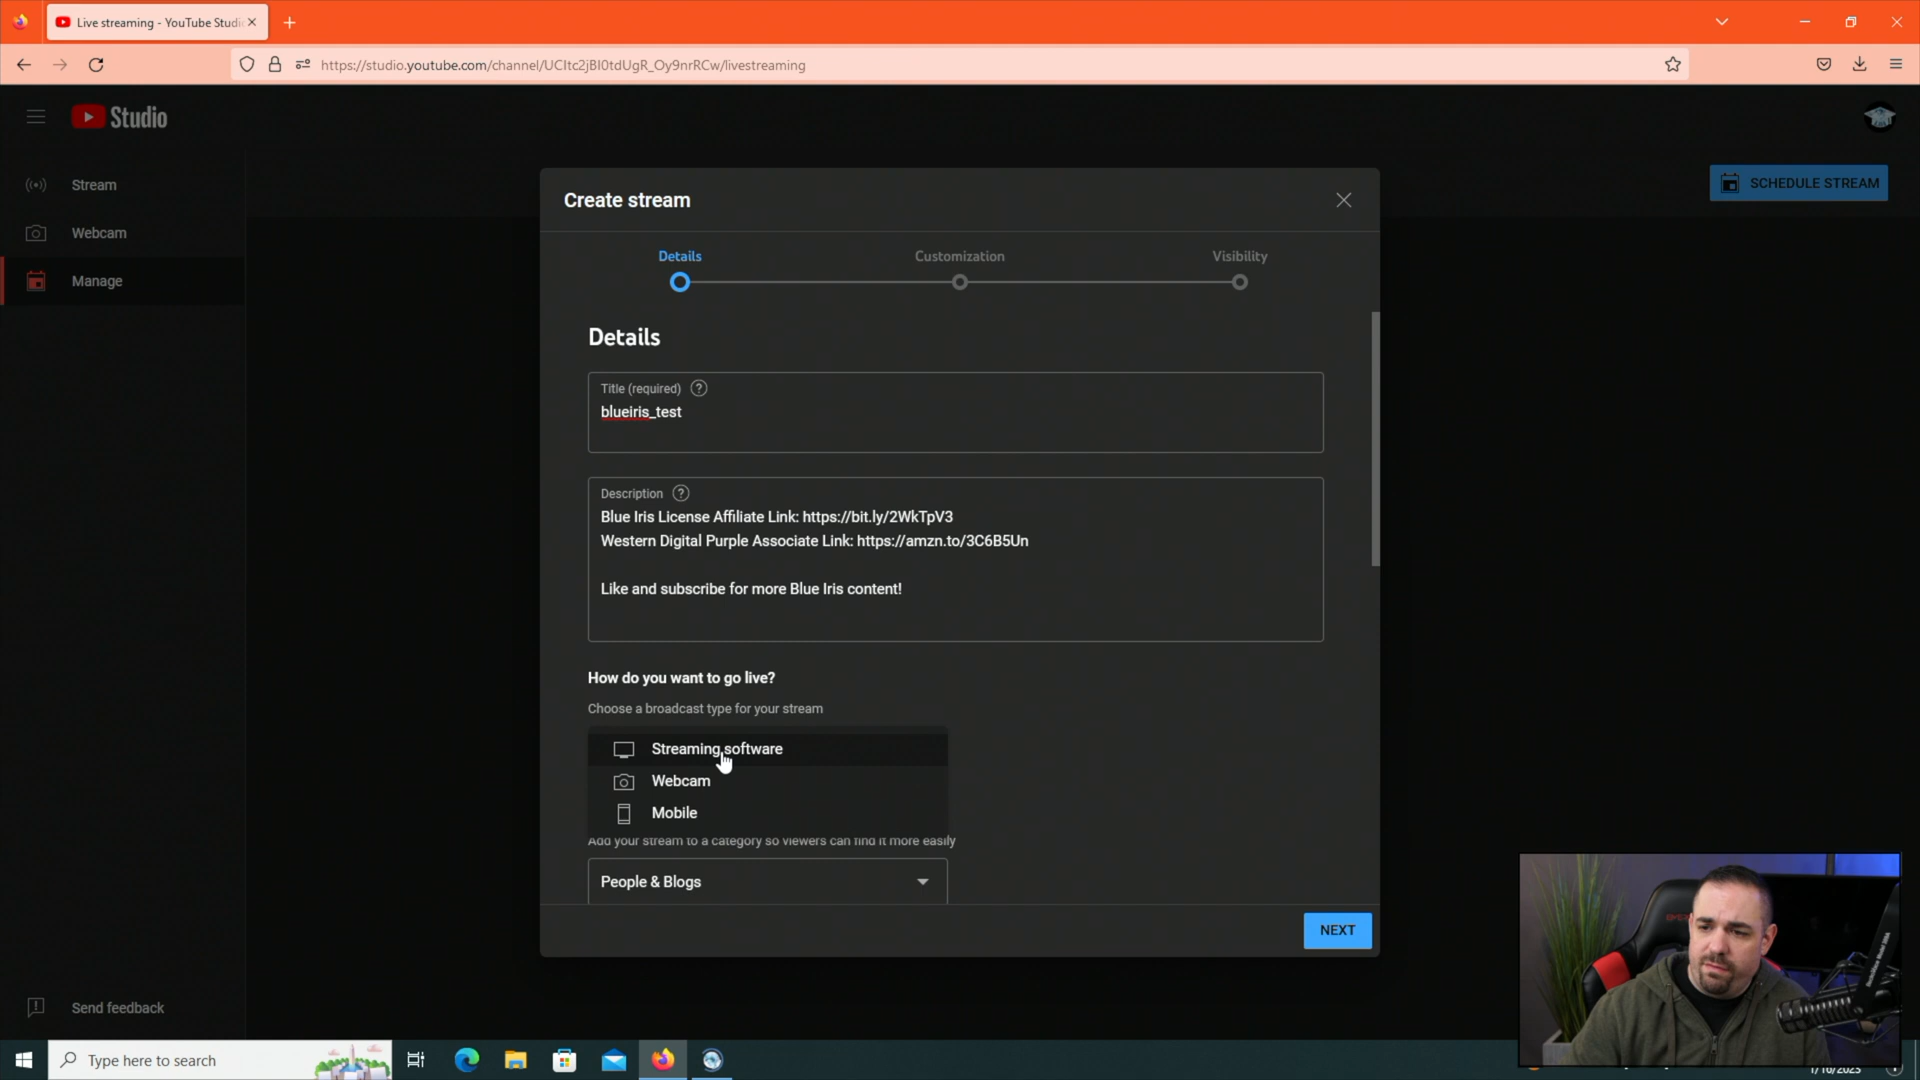 Live streaming - YouTube Studi
https://studio.youtube.com/channel/UCItc2jBI0tdUgR_Oy9nrRCw/livestreaming
Studio
Stream
Webcam
Manage
SCHEDULE STREAM
Create stream
Details
Customization
Visibility
Details
Title (required)
blueiris_test
Description
Blue Iris License Affiliate Link: https://bit.ly/2WkTpV3
Western Digital Purple Associate Link: https://amzn.to/3C6B5Un
Like and subscribe for more Blue Iris content!
How do you want to go live?
Choose a broadcast type for your stream
Streaming software
Webcam
Mobile
Add your stream to a category so viewers can find it more easily
People & Blogs
NEXT
Send feedback
Type here to search
1/16/2023